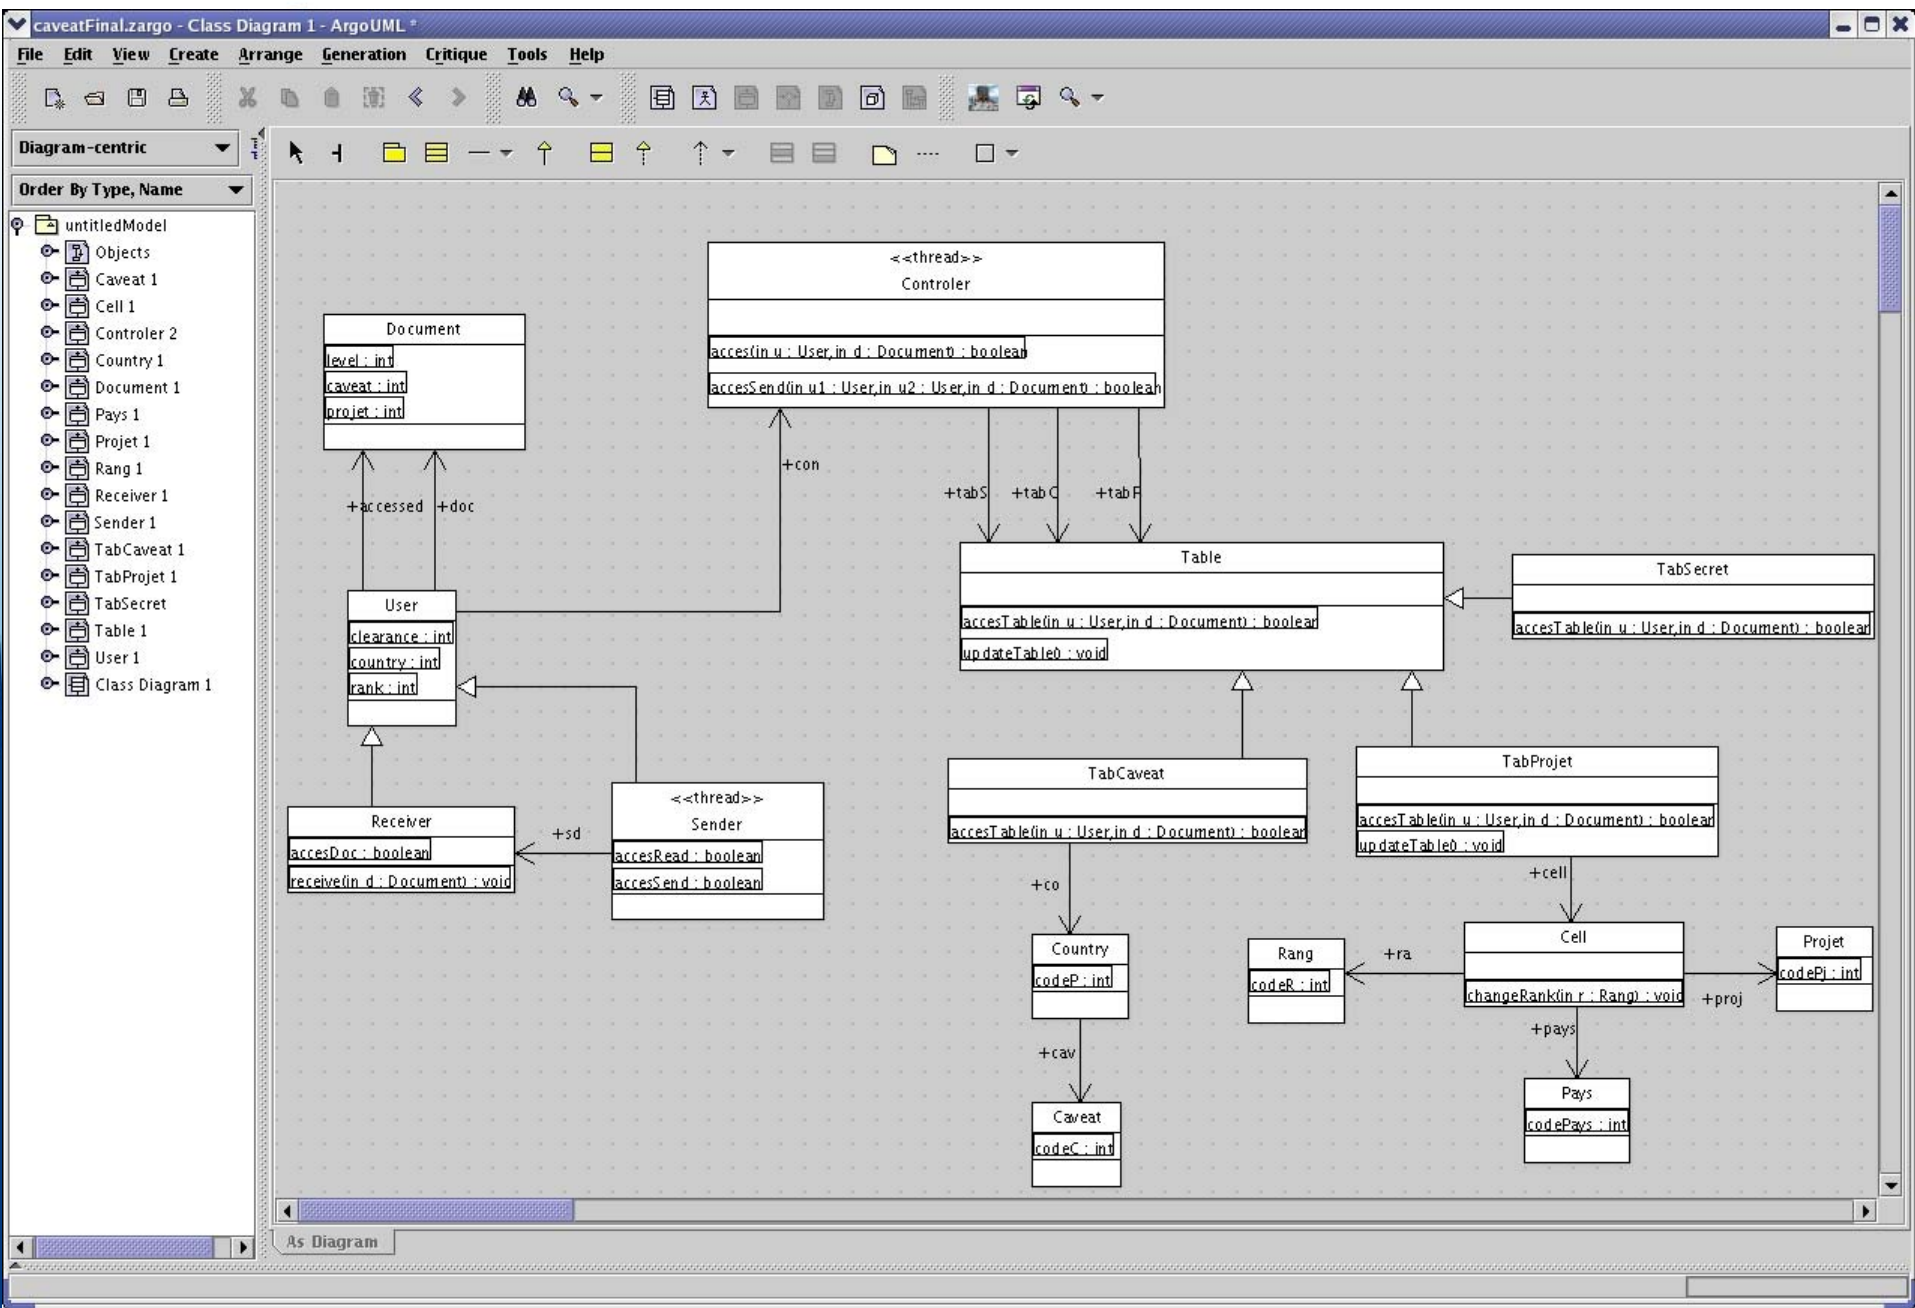 caveatFinal.zargo - Class Diagram 1 - ArgoUML *
File Edit View Create Arrange Generation Critique Tools Help
Diagram-centric
Order By Type, Name
untitledModel
Objects
Caveat 1
Cell 1
Controler 2
Country 1
Document 1
Pays 1
Projet 1
Rang 1
Receiver 1
Sender 1
TabCaveat 1
TabProjet 1
TabSecret
Table 1
User 1
Class Diagram 1
<<thread>>
Controler
acces(in u : User,in d : Document) : boolean
accesSend(in u1 : User,in u2 : User,in d : Document) : boolean
Document
level : int
caveat : int
projet : int
+con
+accessed
+doc
+tabS
+tabC
+tabP
Table
accesTable(in u : User,in d : Document) : boolean
updateTable() : void
TabSecret
accesTable(in u : User,in d : Document) : boolean
User
clearance : int
country : int
rank : int
Receiver
accesDoc : boolean
receive(in d : Document) : void
+sd
<<thread>>
Sender
accesRead : boolean
accesSend : boolean
TabCaveat
accesTable(in u : User,in d : Document) : boolean
TabProjet
accesTable(in u : User,in d : Document) : boolean
updateTable() : void
+co
+cell
Country
codeP : int
Rang
codeR : int
+ra
Cell
changeRank(in r : Rang) : void
+proj
Projet
codePj : int
+cav
+pays
Caveat
codeC : int
Pays
codePays : int
As Diagram